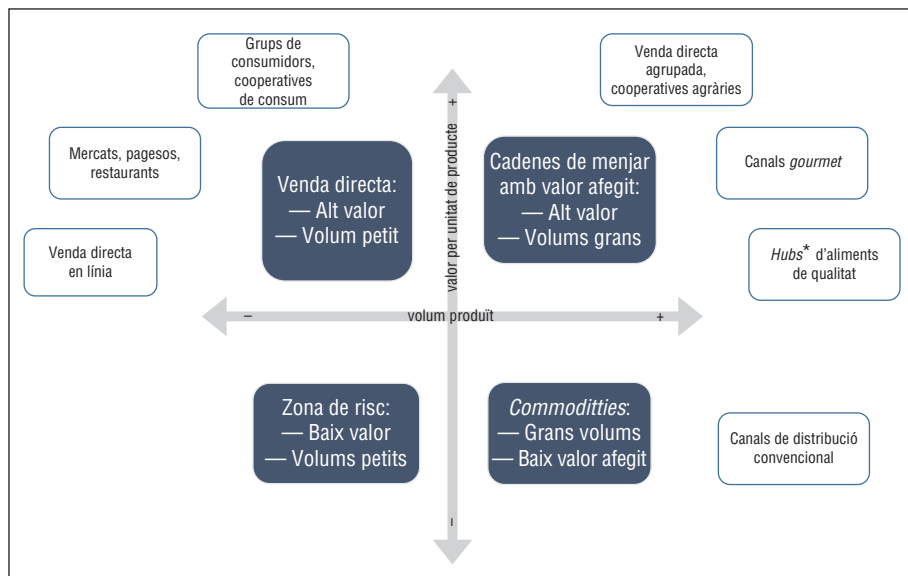 Grups de
consumidors,
cooperatives
de consum
Venda directa
agrupada,
cooperatives agràries
Mercats, pagesos,
restaurants
Venda directa:
— Alt valor
— Volum petit
+
valor per unitat de producte
Cadenes de menjar
amb valor afegit:
— Alt valor
— Volums grans
Canals gourmet
Venda directa
en línia
Hubs* d’aliments
de qualitat
–
volum produït
+
Zona de risc:
— Baix valor
— Volums petits
Commoditties:
— Grans volums
— Baix valor afegit
Canals de distribució
convencional
–